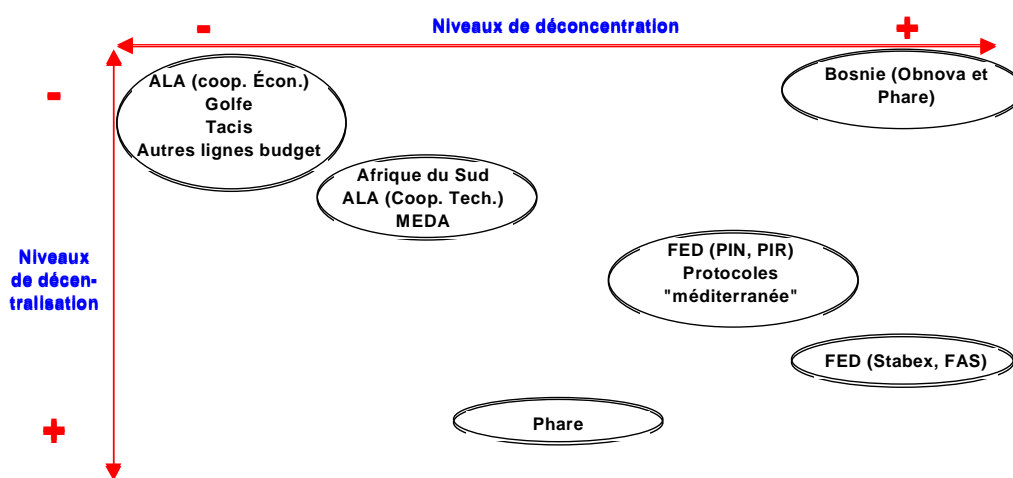 -
Niveaux de déconcentration
+
-
ALA (coop. Écon.)
Golfe
Tacis
Autres lignes budget
Bosnie (Obnova et
Phare)
Afrique du Sud
ALA (Coop. Tech.)
MEDA
Niveaux
de décen-
tralisation
FED (PIN, PIR)
Protocoles
"méditerranée"
FED (Stabex, FAS)
+
Phare